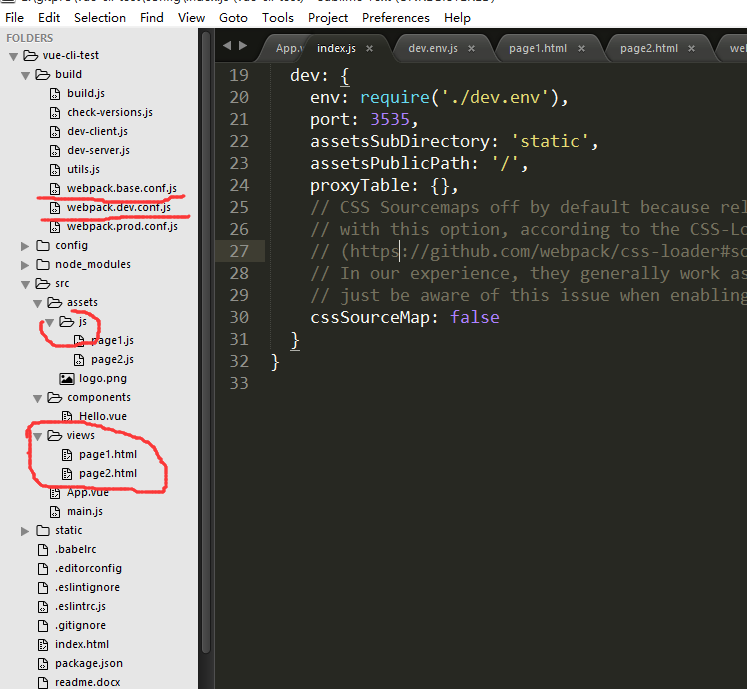 File Edit Selection Find View Goto Tools Project Preferences Help
FOLDERS
vue-cli-test
build
build.js
check-versions.js
dev-client.js
dev-server.js
utils.js
webpack.base.conf.js
webpack.dev.conf.js
webpack.prod.conf.js
config
node_modules
src
assets
js
page1.js
page2.js
logo.png
components
Hello.vue
views
page1.html
page2.html
App.vue
main.js
static
.babelrc
.editorconfig
.eslintignore
.eslintrc.js
.gitignore
index.html
package.json
readme.docx
App.v index.js × dev.env.js × page1.html × page2.html × we
19 dev: {
20 env: require('./dev.env'),
21 port: 3535,
22 assetsSubDirectory: 'static',
23 assetsPublicPath: '/',
24 proxyTable: {},
25 // CSS Sourcemaps off by default because rel
26 // with this option, according to the CSS-Lo
27 // (https://github.com/webpack/css-loader#so
28 // In our experience, they generally work as
29 // just be aware of this issue when enabling
30 cssSourceMap: false
31 }
32 }
33